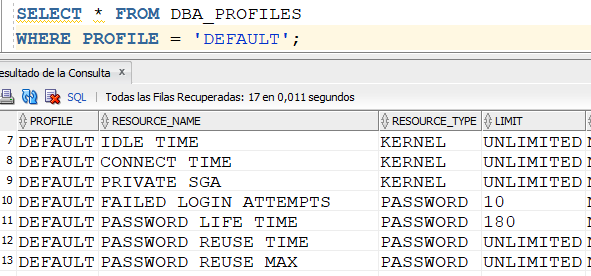 SELECT * FROM DBA_PROFILES
WHERE PROFILE = 'DEFAULT';
esultado de la Consulta x
SQL | Todas las Filas Recuperadas: 17 en 0,011 segundos
PROFILE RESOURCE_NAME RESOURCE_TYPE LIMIT
7 DEFAULT IDLE TIME KERNEL UNLIMITED
8 DEFAULT CONNECT TIME KERNEL UNLIMITED
9 DEFAULT PRIVATE SGA KERNEL UNLIMITED
10 DEFAULT FAILED LOGIN ATTEMPTS PASSWORD 10
11 DEFAULT PASSWORD LIFE TIME PASSWORD 180
12 DEFAULT PASSWORD REUSE TIME PASSWORD UNLIMITED
13 DEFAULT PASSWORD REUSE MAX PASSWORD UNLIMITED